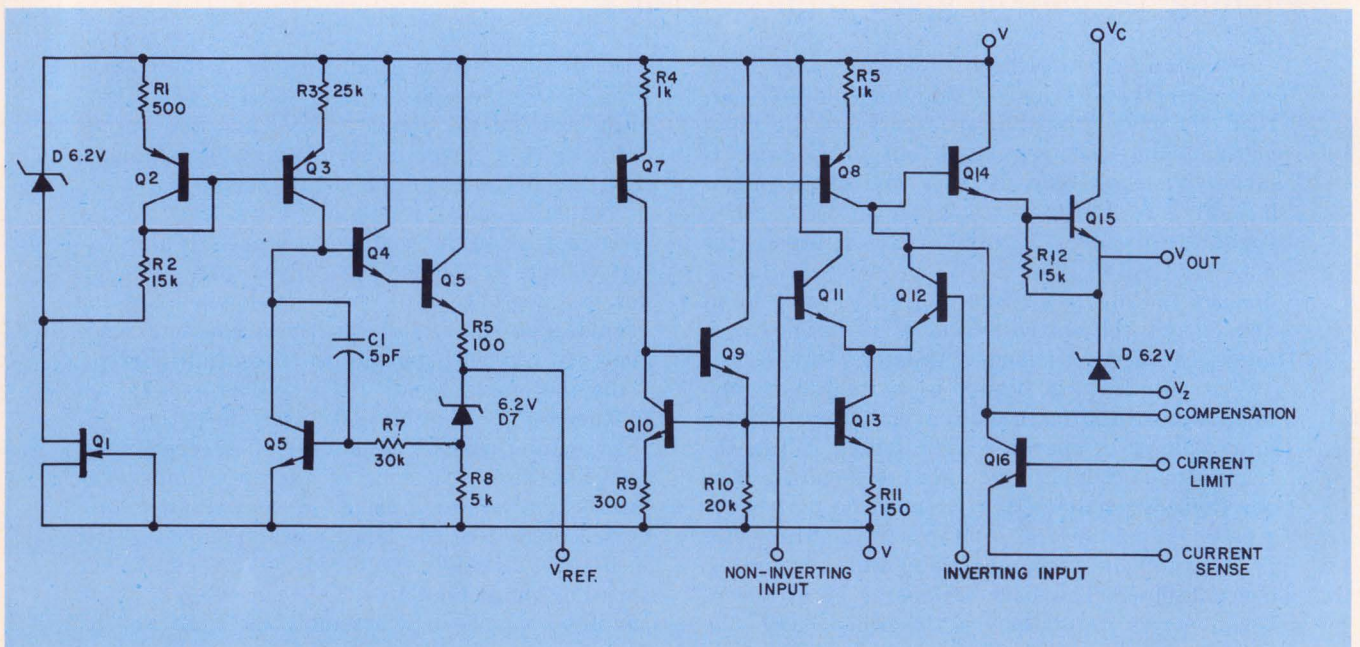 V
VC
R1
500
R3 25k
R4
1k
R5
1k
D 6.2V
Q2
Q3
Q7
Q8
Q14
Q15
R2
15k
Q4
Q5
R12
15k
VOUT
Q11
Q12
C1
5pF
R5
100
Q9
D 6.2V
VZ
6.2V
D7
COMPENSATION
Q1
Q5
R7
30k
Q10
Q13
Q16
R8
5k
R9
300
R10
20k
R11
150
CURRENT
LIMIT
V
VREF.
NON-INVERTING
INPUT
INVERTING INPUT
CURRENT
SENSE